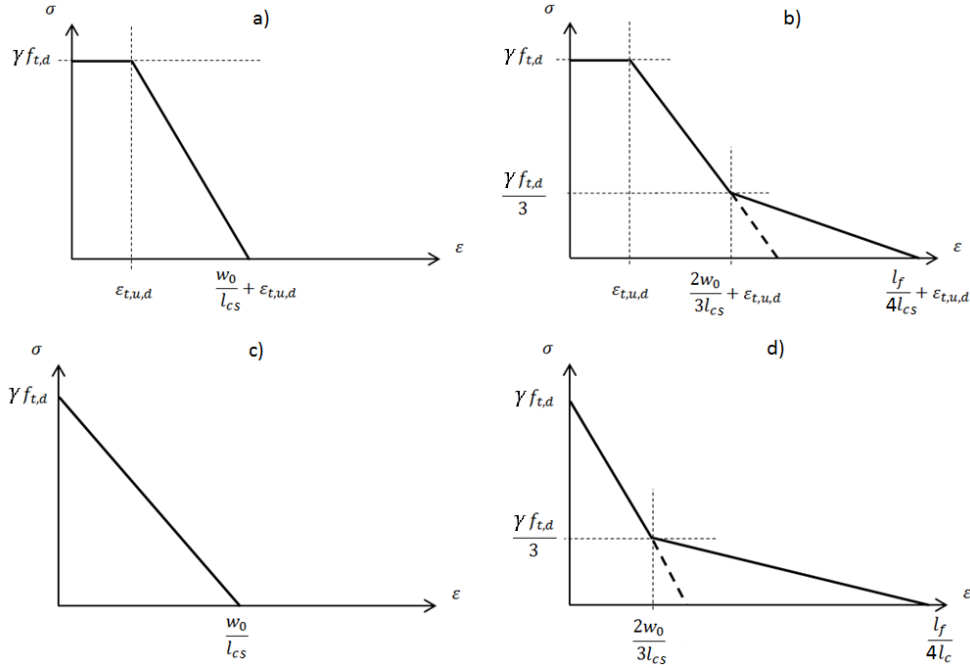 a)
σ
γ f_{t,d}
ε
ε_{t,u,d}
w_0/l_{cs} + ε_{t,u,d}
b)
σ
γ f_{t,d}
γ f_{t,d}/3
ε
ε_{t,u,d}
2w_0/3l_{cs} + ε_{t,u,d}
l_f/4l_{cs} + ε_{t,u,d}
c)
σ
γ f_{t,d}
ε
w_0/l_{cs}
d)
σ
γ f_{t,d}
γ f_{t,d}/3
ε
2w_0/3l_{cs}
l_f/4l_c